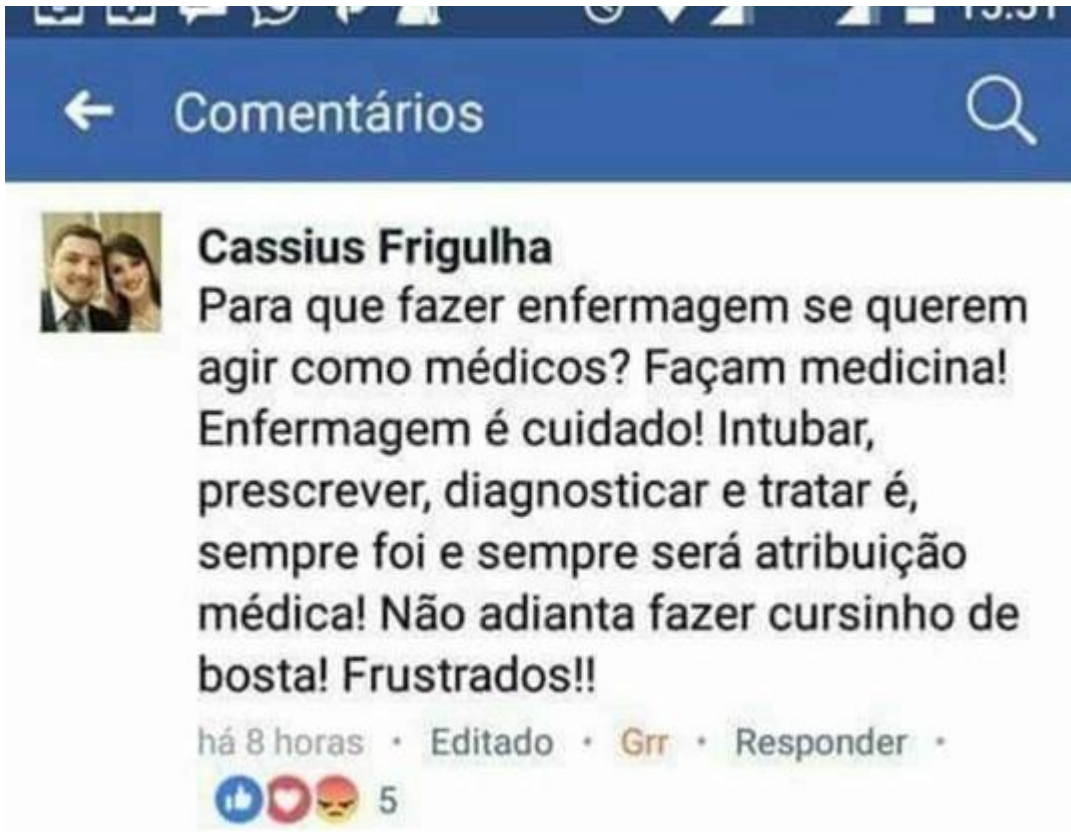 Comentários
Cassius Frigulha
Para que fazer enfermagem se querem
agir como médicos? Façam medicina!
Enfermagem é cuidado! Intubar,
prescrever, diagnosticar e tratar é,
sempre foi e sempre será atribuição
médica! Não adianta fazer cursinho de
bosta! Frustrados!!
há 8 horas · Editado · Grr · Responder ·
5